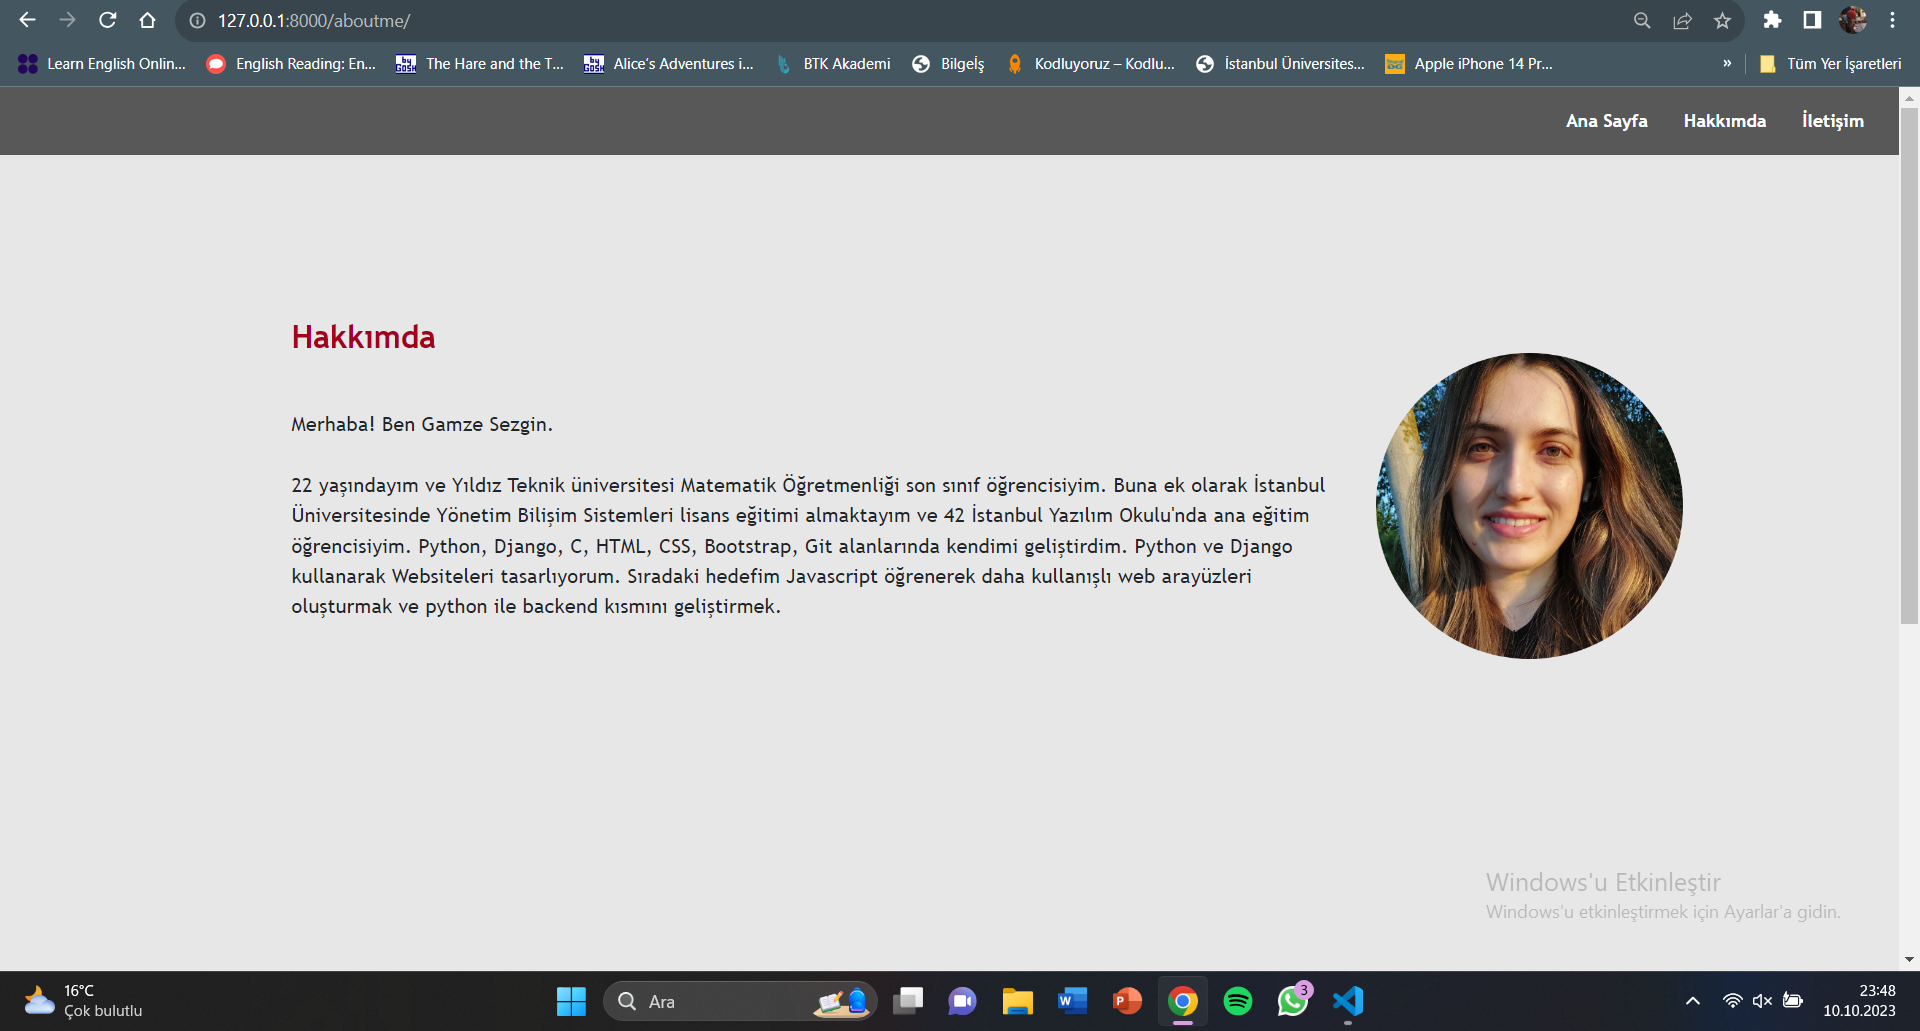 127.0.0.1:8000/aboutme/
Learn English Onlin...
English Reading: En...
by Gosh
The Hare and the T...
by Gosh
Alice's Adventures i...
BTK Akademi
Bilgeİş
Kodluyoruz – Kodlu...
İstanbul Üniversites...
Apple iPhone 14 Pr...
»
Tüm Yer İşaretleri
Ana Sayfa
Hakkımda
İletişim
Hakkımda
Merhaba! Ben Gamze Sezgin.
22 yaşındayım ve Yıldız Teknik üniversitesi Matematik Öğretmenliği son sınıf öğrencisiyim. Buna ek olarak İstanbul
Üniversitesinde Yönetim Bilişim Sistemleri lisans eğitimi almaktayım ve 42 İstanbul Yazılım Okulu'nda ana eğitim
öğrencisiyim. Python, Django, C, HTML, CSS, Bootstrap, Git alanlarında kendimi geliştirdim. Python ve Django
kullanarak Websiteleri tasarlıyorum. Sıradaki hedefim Javascript öğrenerek daha kullanışlı web arayüzleri
oluşturmak ve python ile backend kısmını geliştirmek.
Windows'u Etkinleştir
Windows'u etkinleştirmek için Ayarlar'a gidin.
16°C
Çok bulutlu
Ara
W
P
3
23:48
10.10.2023